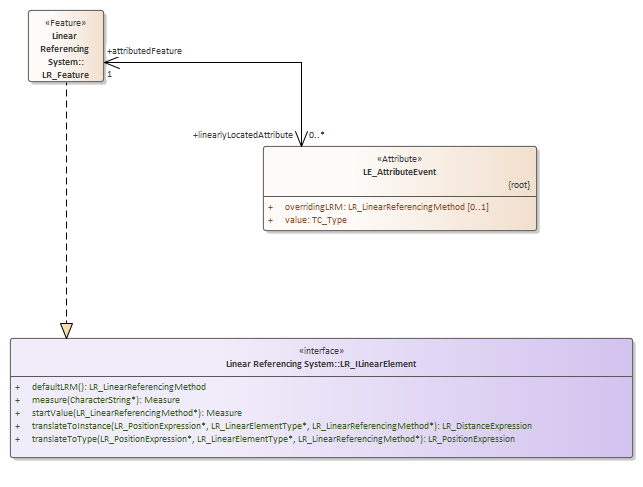 «Feature»
Linear
Referencing
System::
LR_Feature
+attributedFeature
1
+linearlyLocatedAttribute
0..*
«Attribute»
LE_AttributeEvent
{root}
+ overridingLRM: LR_LinearReferencingMethod [0..1]
+ value: TC_Type
«interface»
Linear Referencing System::LR_ILinearElement
+ defaultLRM(): LR_LinearReferencingMethod
+ measure(CharacterString*): Measure
+ startValue(LR_LinearReferencingMethod*): Measure
+ translateToInstance(LR_PositionExpression*, LR_LinearElementType*, LR_LinearReferencingMethod*): LR_DistanceExpression
+ translateToType(LR_PositionExpression*, LR_LinearElementType*, LR_LinearReferencingMethod*): LR_PositionExpression